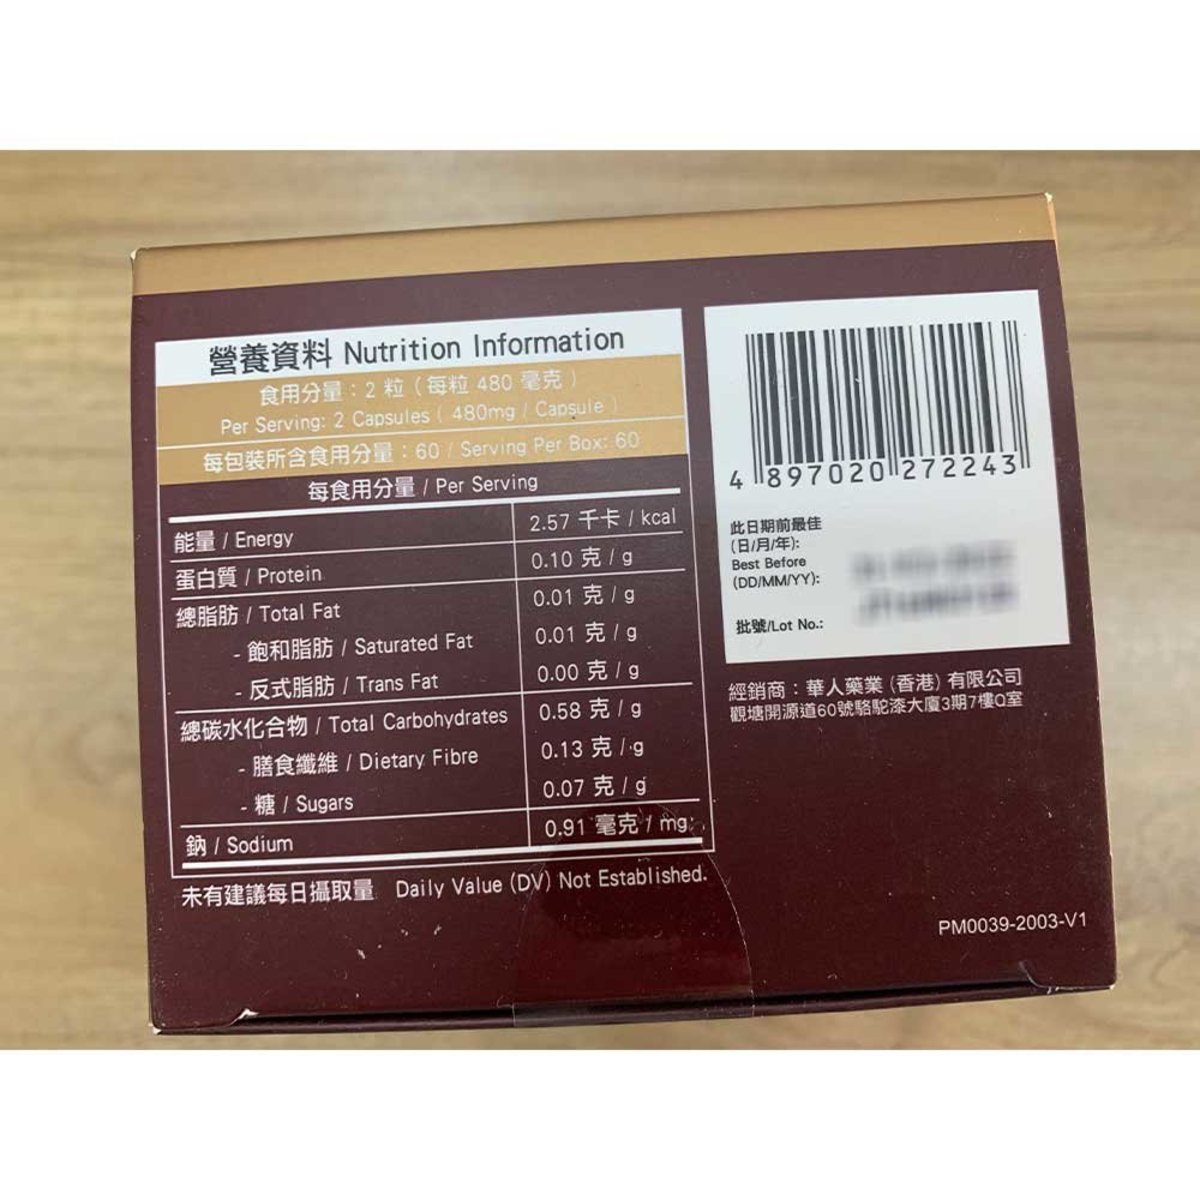 營養資料 Nutrition Information
食用分量：2 粒（每粒 480 毫克）
Per Serving: 2 Capsules ( 480mg / Capsule )
每包裝所含食用分量：60 / Serving Per Box: 60
每食用分量 / Per Serving
能量 / Energy 2.57 千卡 / kcal
蛋白質 / Protein 0.10 克 / g
總脂肪 / Total Fat 0.01 克 / g
- 飽和脂肪 / Saturated Fat 0.01 克 / g
- 反式脂肪 / Trans Fat 0.00 克 / g
總碳水化合物 / Total Carbohydrates 0.58 克 / g
- 膳食纖維 / Dietary Fibre 0.13 克 / g
- 糖 / Sugars 0.07 克 / g
鈉 / Sodium 0.91 毫克 / mg
未有建議每日攝取量 Daily Value (DV) Not Established.
4 897020 272243
此日期前最佳
(日/月/年):
Best Before
(DD/MM/YY):
批號/Lot No.:
經銷商：華人藥業 (香港) 有限公司
觀塘開源道60號駱駝漆大廈3期7樓Q室
PM0039-2003-V1